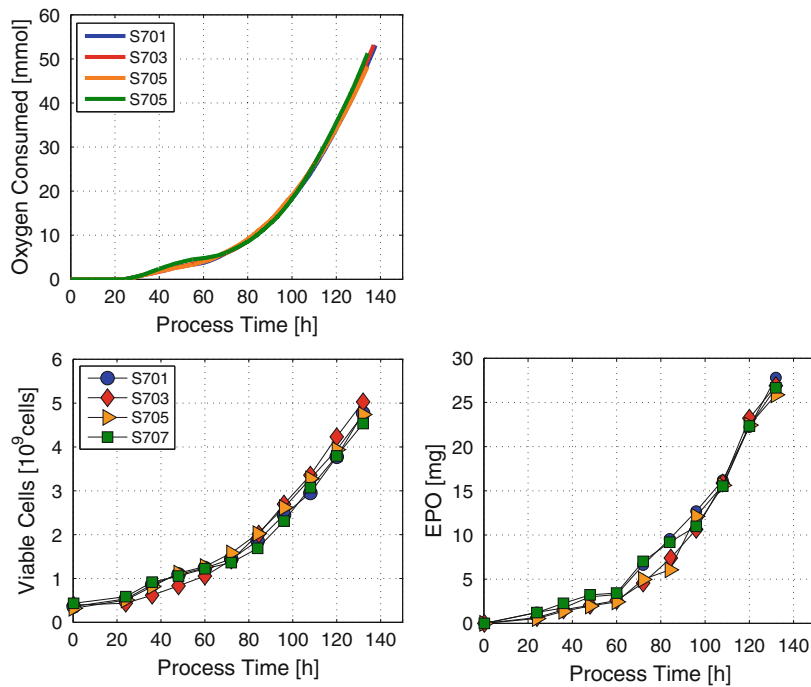 60
50
40
30
20
10
0
Oxygen Consumed [mmol]
S701
S703
S705
S705
0 20 40 60 80 100 120 140
Process Time [h]
6
5
4
3
2
1
0
Viable Cells [10^9 cells]
S701
S703
S705
S707
0 20 40 60 80 100 120 140
Process Time [h]
30
25
20
15
10
5
0
EPO [mg]
0 20 40 60 80 100 120 140
Process Time [h]